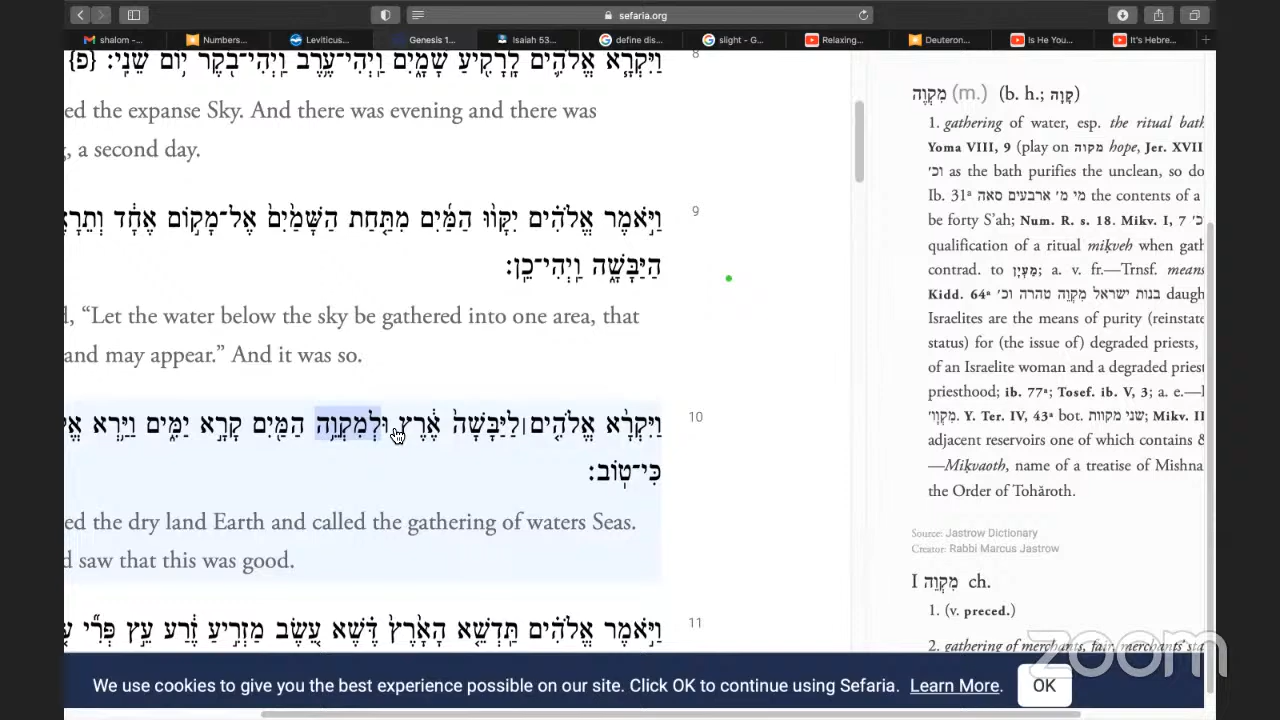 sefaria.org
shalom -...
Numbers...
Leviticus...
Genesis 1...
Isaiah 53...
define dis...
slight - G...
Relaxing...
Deuteron...
Is He You...
It's Hebre...
8
וַיִּקְרָ֧א אֱלֹהִ֛ים לָֽרָקִ֖יעַ שָׁמָ֑יִם וַֽיְהִי־עֶ֥רֶב וַֽיְהִי־בֹ֖קֶר י֥וֹם שֵׁנִֽי׃ {פ}
ed the expanse Sky. And there was evening and there was
, a second day.
9
וַיֹּ֣אמֶר אֱלֹהִ֗ים יִקָּו֨וּ הַמַּ֜יִם מִתַּ֤חַת הַשָּׁמַ֙יִם֙ אֶל־מָק֣וֹם אֶחָ֔ד וְתֵרָאֶ֖
הַיַּבָּשָׁ֑ה וַֽיְהִי־כֵֽן׃
, “Let the water below the sky be gathered into one area, that
and may appear.” And it was so.
10
וַיִּקְרָ֨א אֱלֹהִ֤ים ׀ לַיַּבָּשָׁה֙ אֶ֔רֶץ וּלְמִקְוֵ֥ה הַמַּ֖יִם קָרָ֣א יַמִּ֑ים וַיַּ֥רְא
כִּי־טֽוֹב׃
ed the dry land Earth and called the gathering of waters Seas.
d saw that this was good.
11
וַיֹּ֣אמֶר אֱלֹהִ֗ים תַּֽדְשֵׁ֤א הָאָ֙רֶץ֙ דֶּ֔שֶׁא עֵ֚שֶׂב מַזְרִ֣יעַ זֶ֔רַע עֵ֣ץ פְּרִ֞י
מִקְוֶה (m.) (b. h.; קָוָה)
1. gathering of water, esp. the ritual bath
Yoma VIII, 9 (play on מקוה hope, Jer. XVII
וכ׳ as the bath purifies the unclean, so do
Ib. 31ᵃ מי מ׳ ארבעים סאה the contents of a
be forty S’ah; Num. R. s. 18. Mikv. I, 7 כ׳
qualification of a ritual miḳveh when gath
contrad. to מַעְיָן; a. v. fr.—Trnsf. means
Kidd. 64ᵃ בנות ישראל מִקְוֵה טהרה וכ׳ daugh
Israelites are the means of purity (reinstate
status) for (the issue of) degraded priests,
of an Israelite woman and a degraded priest
priesthood; ib. 77ᵃ; Tosef. ib. V, 3; a. e.—
מִקְוֵי׳. Y. Ter. IV, 43ᵃ bot. שני מקוות. Mikv. II
adjacent reservoirs one of which contains &
—Miḳvaoth, name of a treatise of Mishna
the Order of Tohăroth.
Source: Jastrow Dictionary
Creator: Rabbi Marcus Jastrow
I מִקְוֵה ch.
1. (v. preced.)
2. gathering of merchants, fair, merchants' sta
zoom
We use cookies to give you the best experience possible on our site. Click OK to continue using Sefaria. Learn More. OK